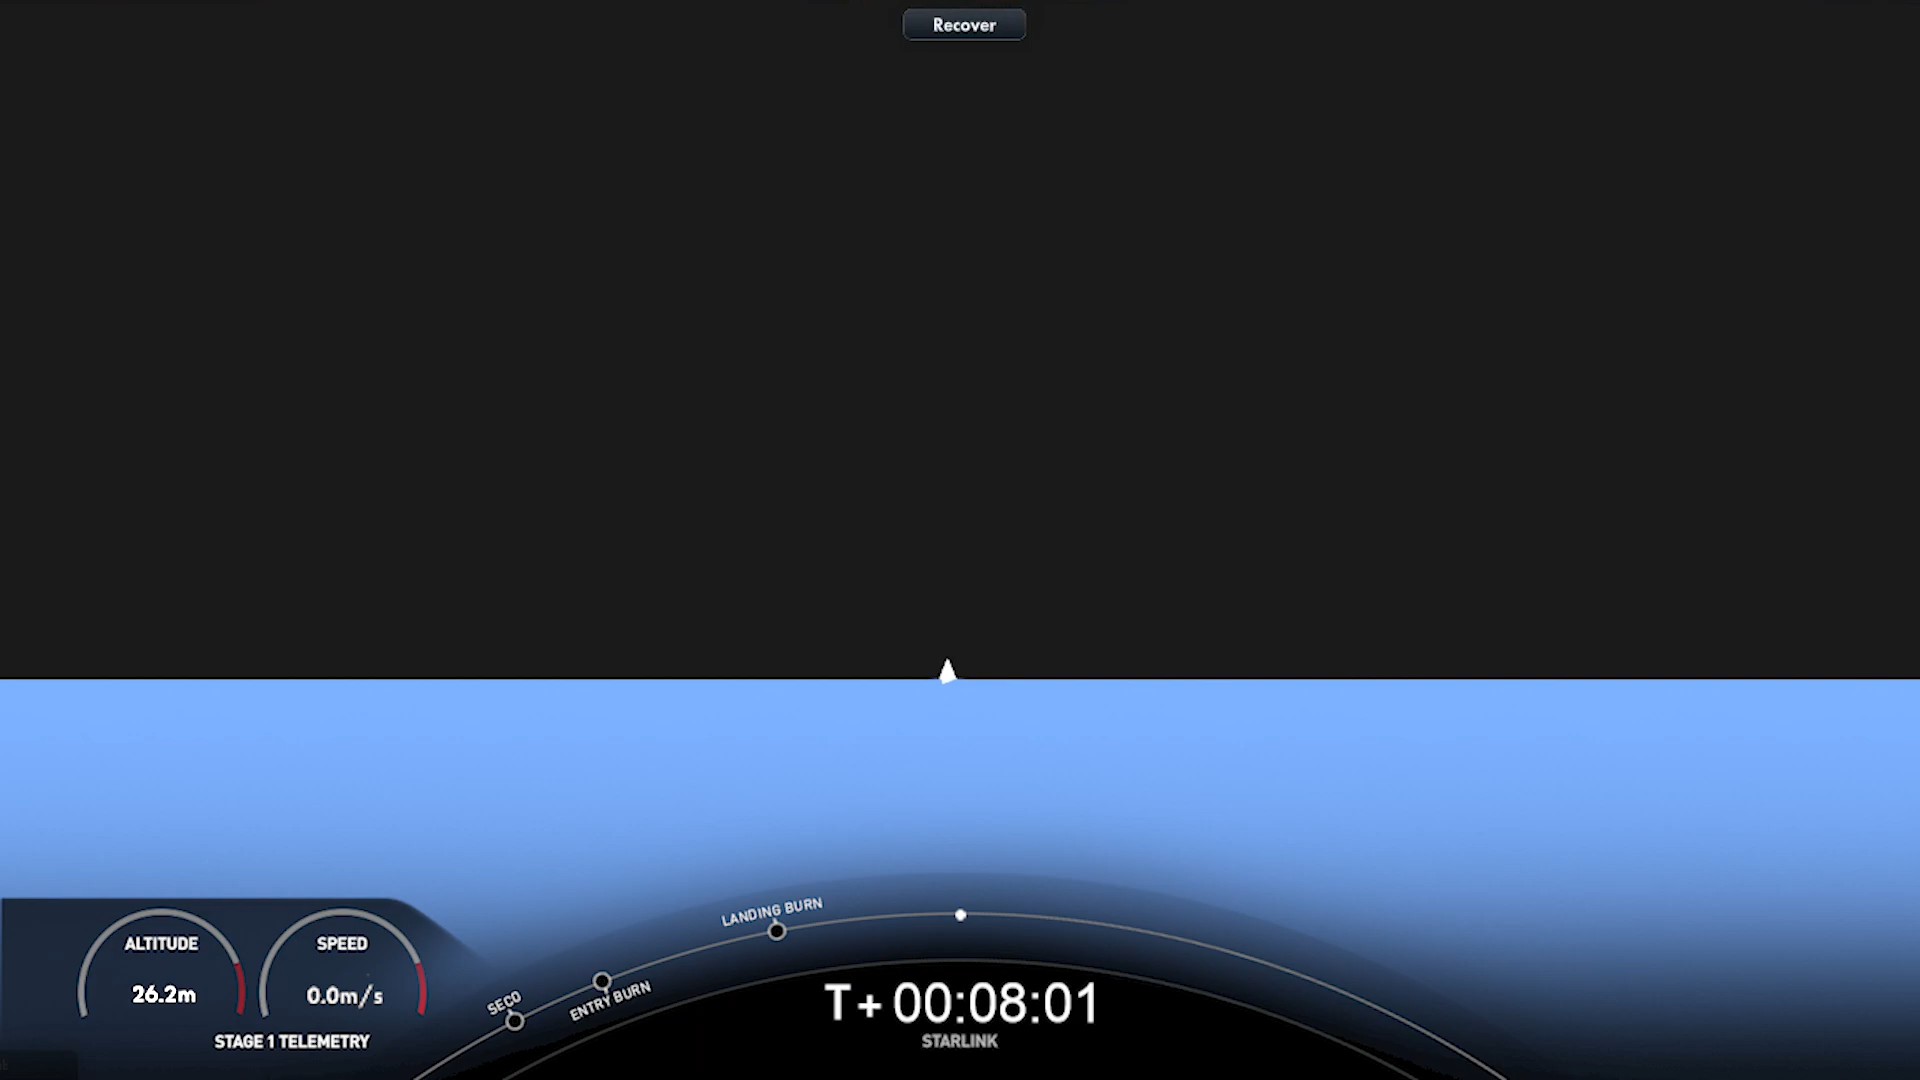 Recover
LANDING BURN
SECO
ENTRY BURN
ALTITUDE
26.2m
SPEED
0.0m/s
STAGE 1 TELEMETRY
T+ 00:08:01
STARLINK